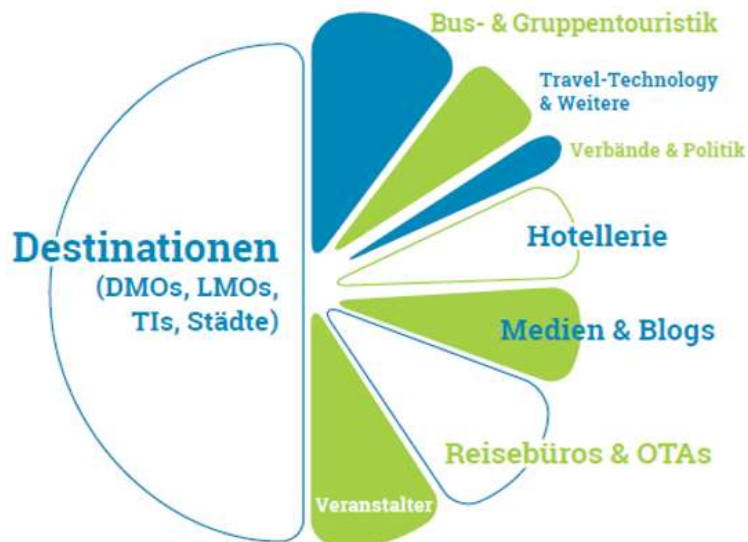 Bus- & Gruppentouristik
Travel-Technology
& Weitere
Verbände & Politik
Destinationen
(DMOs, LMOs,
TIs, Städte)
Hotellerie
Medien & Blogs
Reisebüros & OTAs
Veranstalter